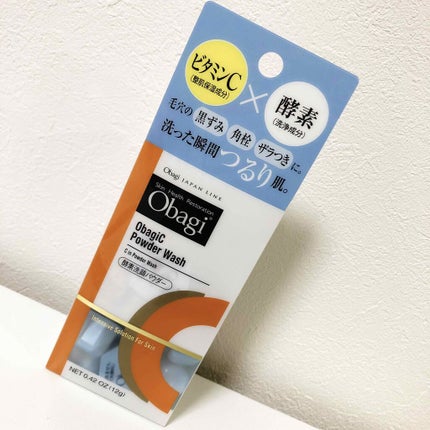 ビタミンC
(整肌保湿成分)
×
酵素
(洗浄成分)
毛穴の 黒ずみ 角栓 ザラつきに。
洗った瞬間つるり肌。
Obagi JAPAN LINE
Skin Health Restoration
Obagi
ObagiC
Powder Wash
C in Powder Wash
酵素洗顔パウダー
Intensive Solution For Skin
NET 0.42 OZ (12g)